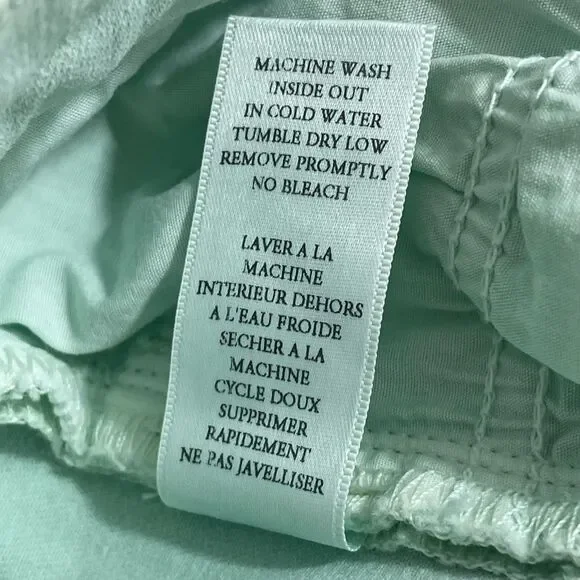 MACHINE WASH
INSIDE OUT
IN COLD WATER
TUMBLE DRY LOW
REMOVE PROMPTLY
NO BLEACH
LAVER A LA
MACHINE
INTERIEUR DEHORS
A L'EAU FROIDE
SECHER A LA
MACHINE
CYCLE DOUX
SUPPRIMER
RAPIDEMENT
NE PAS JAVELLISER